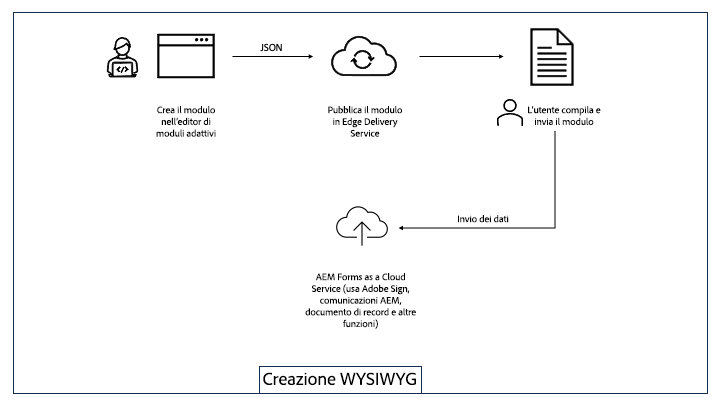 JSON
Crea il modulo
nell'editor di
moduli adattivi
Pubblica il modulo
in Edge Delivery
Service
L'utente compila e
invia il modulo
Invio dei dati
AEM Forms as a Cloud
Service (usa Adobe Sign,
comunicazioni AEM,
documento di record e altre
funzioni)
Creazione WYSIWYG